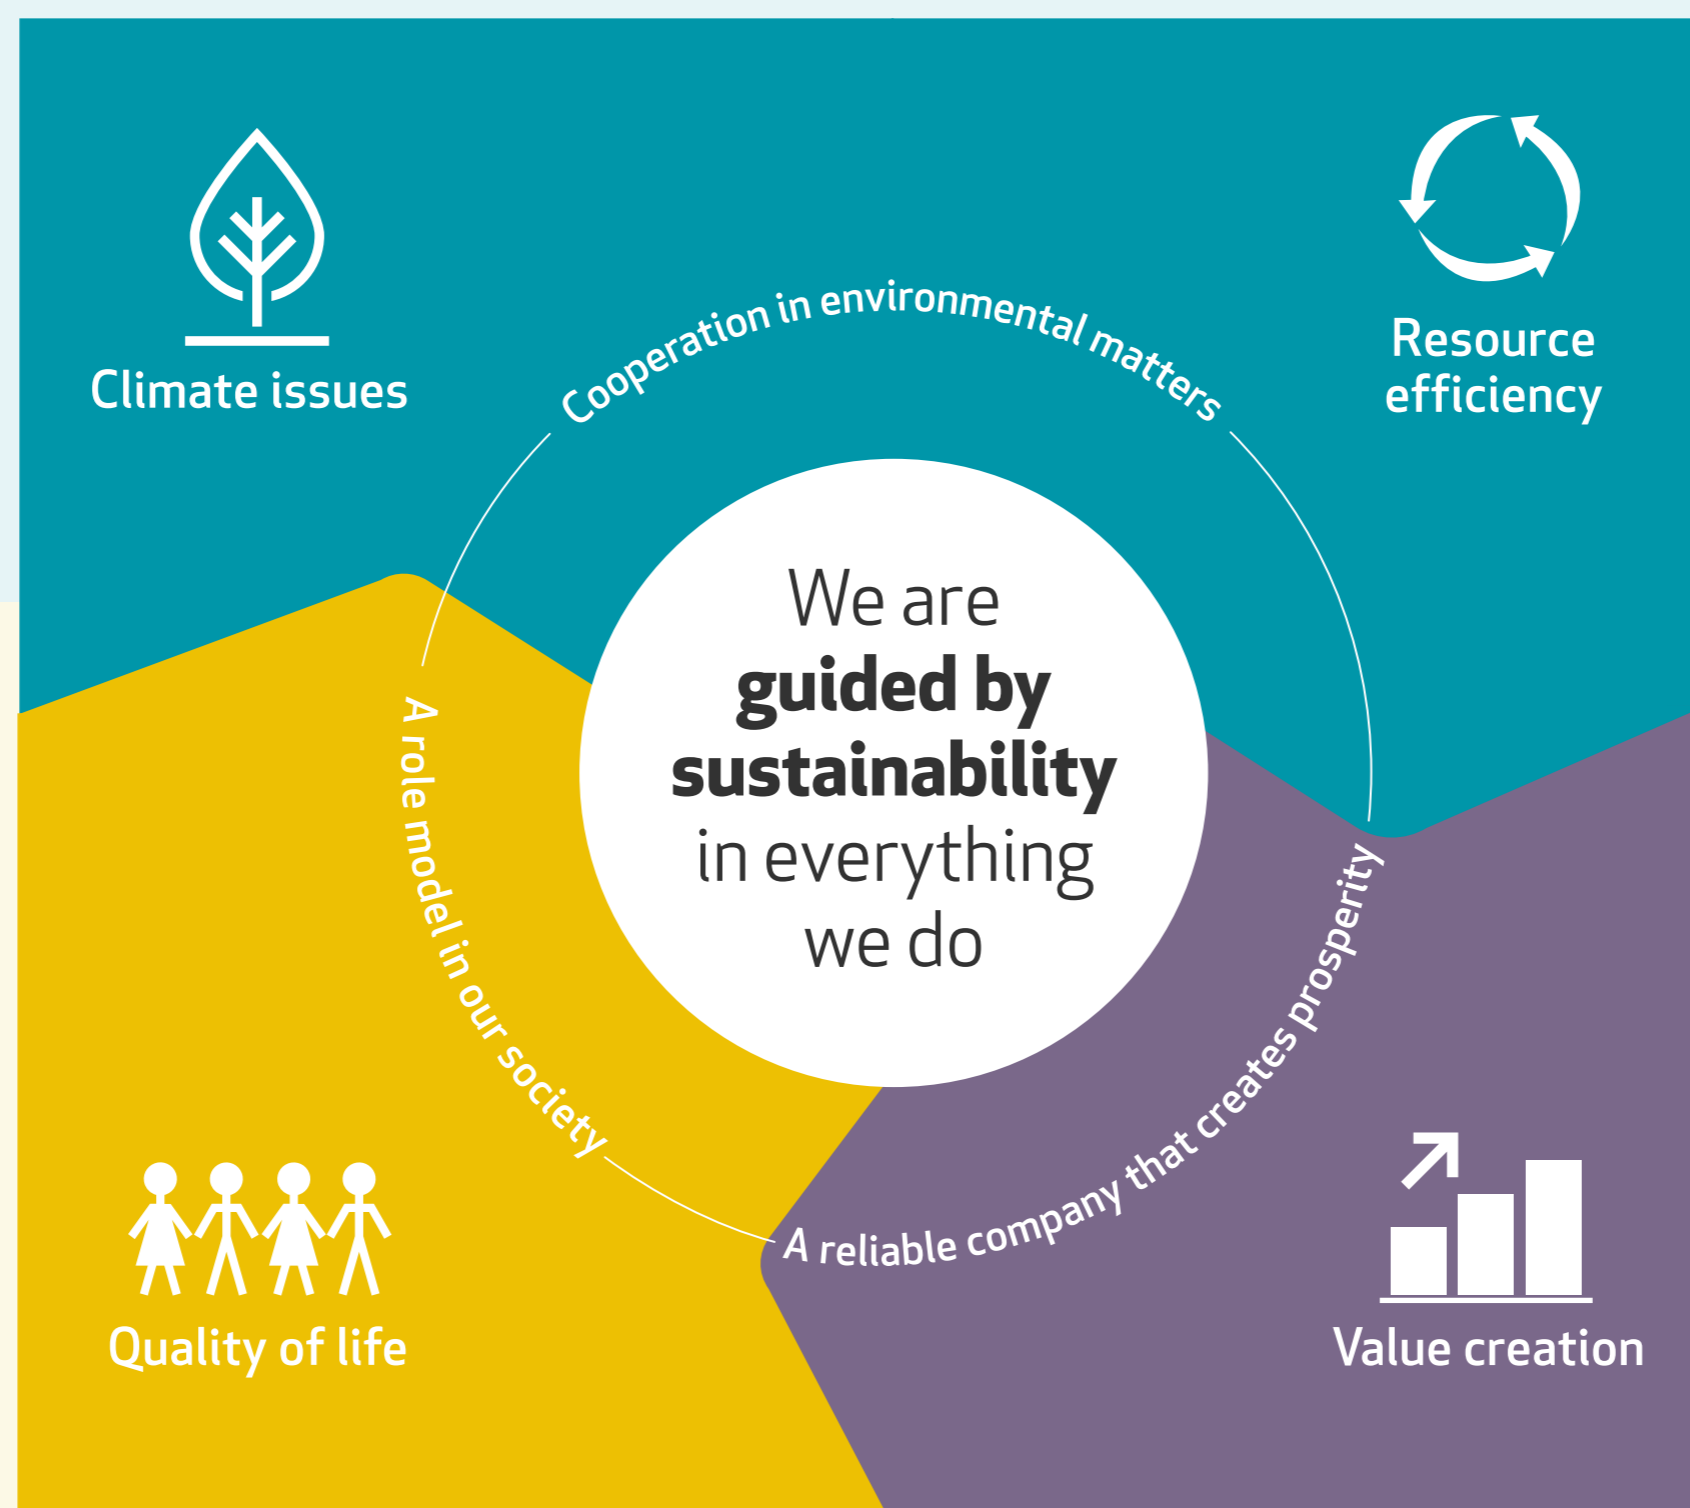 Climate issues
Resource
efficiency
Cooperation in environmental matters
We are
guided by
sustainability
in everything
we do
A role model in our society
A reliable company that creates prosperity
Quality of life
Value creation